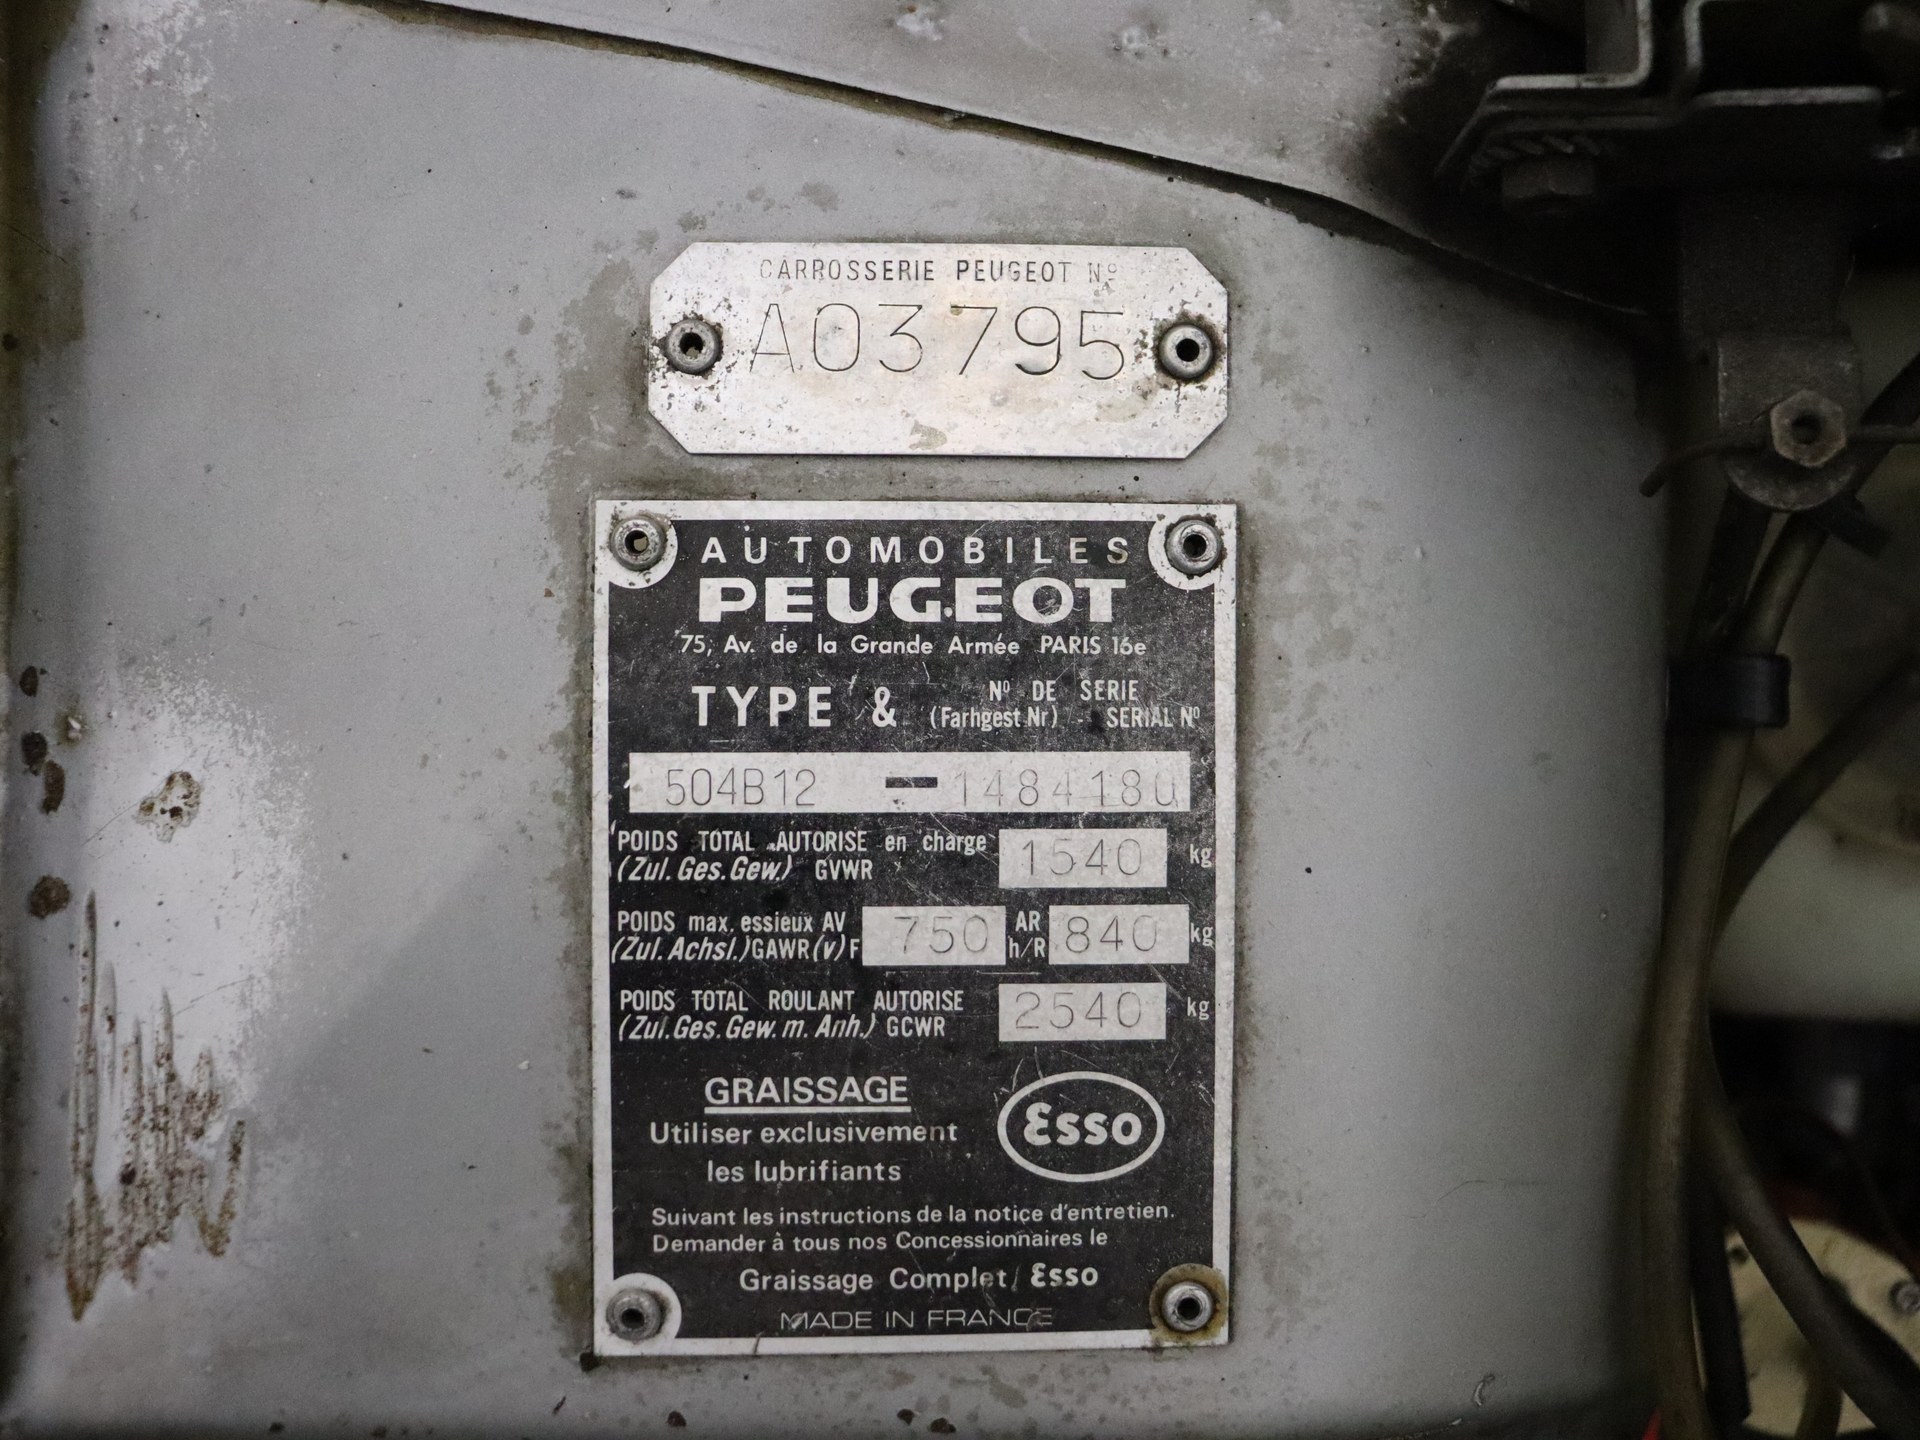 CARROSSERIE PEUGEOT Nº
A03795
AUTOMOBILES
PEUGEOT
75, Av. de la Grande Armée PARIS 16e
TYPE & Nº DE SERIE
(Farhgest.Nr) - SERIAL Nº
504B12 - 1484180
POIDS TOTAL AUTORISE en charge 1540 kg
(Zul. Ges. Gew.) GVWR
POIDS max. essieux AV 750 AR 840 kg
(Zul. Achsl.) GAWR (v) F h/R
POIDS TOTAL ROULANT AUTORISE 2540 kg
(Zul. Ges. Gew. m. Anh.) GCWR
GRAISSAGE
Utiliser exclusivement
les lubrifiants
Esso
Suivant les instructions de la notice d'entretien.
Demander à tous nos Concessionnaires le
Graissage Complet Esso
MADE IN FRANCE